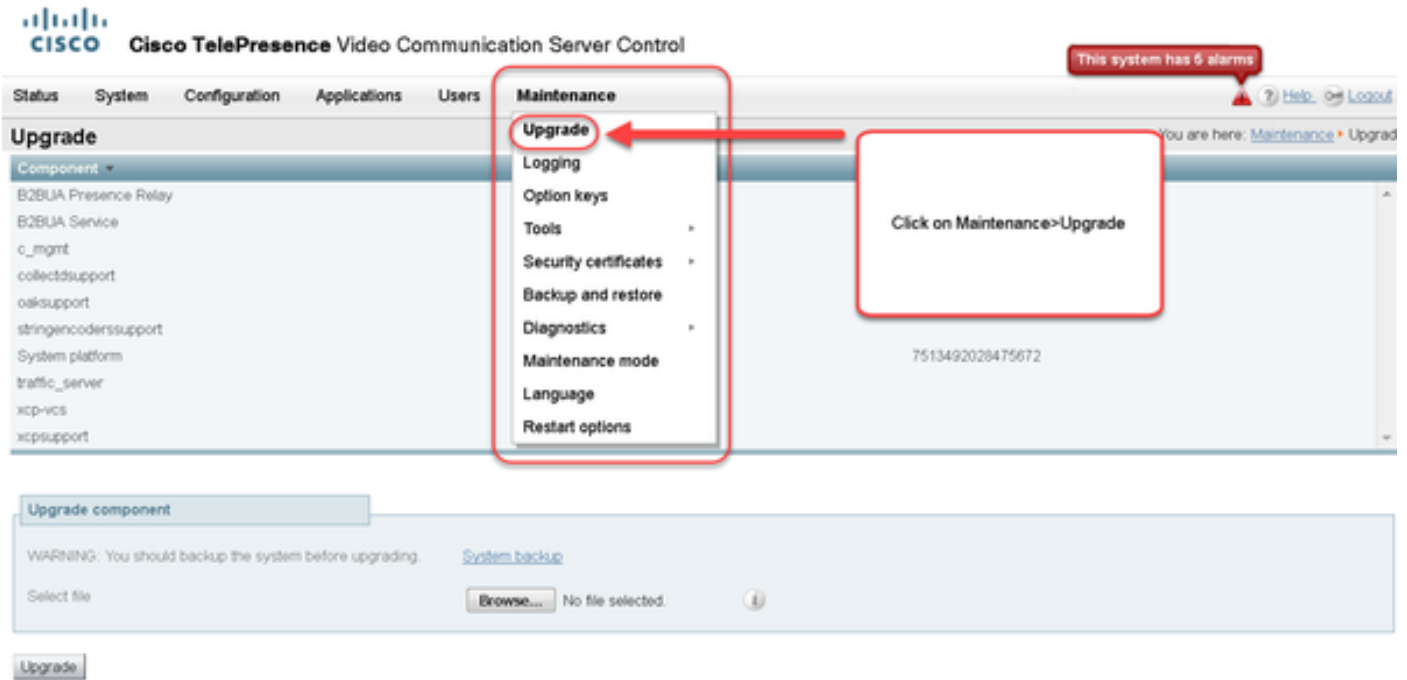 CISCO
Cisco TelePresence Video Communication Server Control
This system has 6 alarms
Status System Configuration Applications Users Maintenance Help Logout
Upgrade
You are here: Maintenance Upgrad
Component
B2BUA Presence Relay
B2BUA Service
c_mgmt
collectdsupport
oaksupport
stringencoderssupport
System platform 7513492028475672
traffic_server
xcp-vcs
xcpsupport
Upgrade
Logging
Option keys
Tools
Security certificates
Backup and restore
Diagnostics
Maintenance mode
Language
Restart options
Click on Maintenance>Upgrade
Upgrade component
WARNING: You should backup the system before upgrading. System backup
Select file Browse... No file selected.
Upgrade